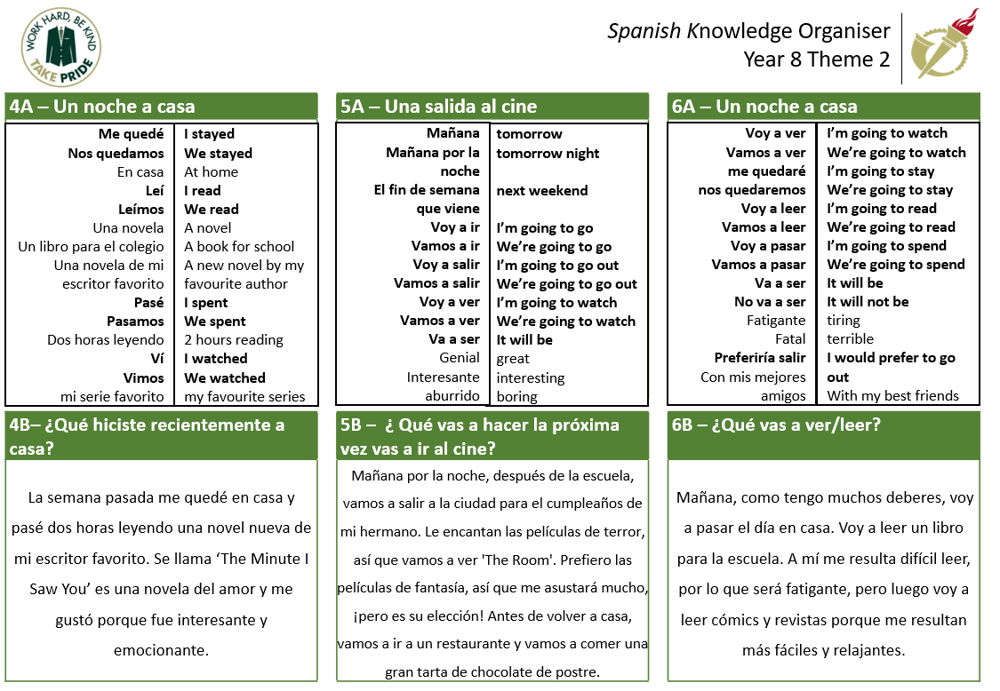 WORK HARD, BE KIND
TAKE PRIDE
Spanish Knowledge Organiser
Year 8 Theme 2
4A – Un noche a casa
Me quedé I stayed
Nos quedamos We stayed
En casa At home
Leí I read
Leímos We read
Una novela A novel
Un libro para el colegio A book for school
Una novela de mi A new novel by my
escritor favorito favourite author
Pasé I spent
Pasamos We spent
Dos horas leyendo 2 hours reading
Ví I watched
Vimos We watched
mi serie favorito my favourite series
5A – Una salida al cine
Mañana tomorrow
Mañana por la tomorrow night
noche
El fin de semana next weekend
que viene
Voy a ir I’m going to go
Vamos a ir We’re going to go
Voy a salir I’m going to go out
Vamos a salir We’re going to go out
Voy a ver I’m going to watch
Vamos a ver We’re going to watch
Va a ser It will be
Genial great
Interesante interesting
aburrido boring
6A – Un noche a casa
Voy a ver I’m going to watch
Vamos a ver We’re going to watch
me quedaré I’m going to stay
nos quedaremos We’re going to stay
Voy a leer I’m going to read
Vamos a leer We’re going to read
Voy a pasar I’m going to spend
Vamos a pasar We’re going to spend
Va a ser It will be
No va a ser It will not be
Fatigante tiring
Fatal terrible
Preferiría salir I would prefer to go
Con mis mejores out
amigos With my best friends
4B– ¿Qué hiciste recientemente a
casa?
La semana pasada me quedé en casa y
pasé dos horas leyendo una novel nueva de
mi escritor favorito. Se llama ‘The Minute I
Saw You’ es una novela del amor y me
gustó porque fue interesante y
emocionante.
5B – ¿ Qué vas a hacer la próxima
vez vas a ir al cine?
Mañana por la noche, después de la escuela,
vamos a salir a la ciudad para el cumpleaños de
mi hermano. Le encantan las películas de terror,
así que vamos a ver 'The Room'. Prefiero las
películas de fantasía, así que me asustará mucho,
¡pero es su elección! Antes de volver a casa,
vamos a ir a un restaurante y vamos a comer una
gran tarta de chocolate de postre.
6B – ¿Qué vas a ver/leer?
Mañana, como tengo muchos deberes, voy
a pasar el día en casa. Voy a leer un libro
para la escuela. A mí me resulta difícil leer,
por lo que será fatigante, pero luego voy a
leer cómics y revistas porque me resultan
más fáciles y relajantes.